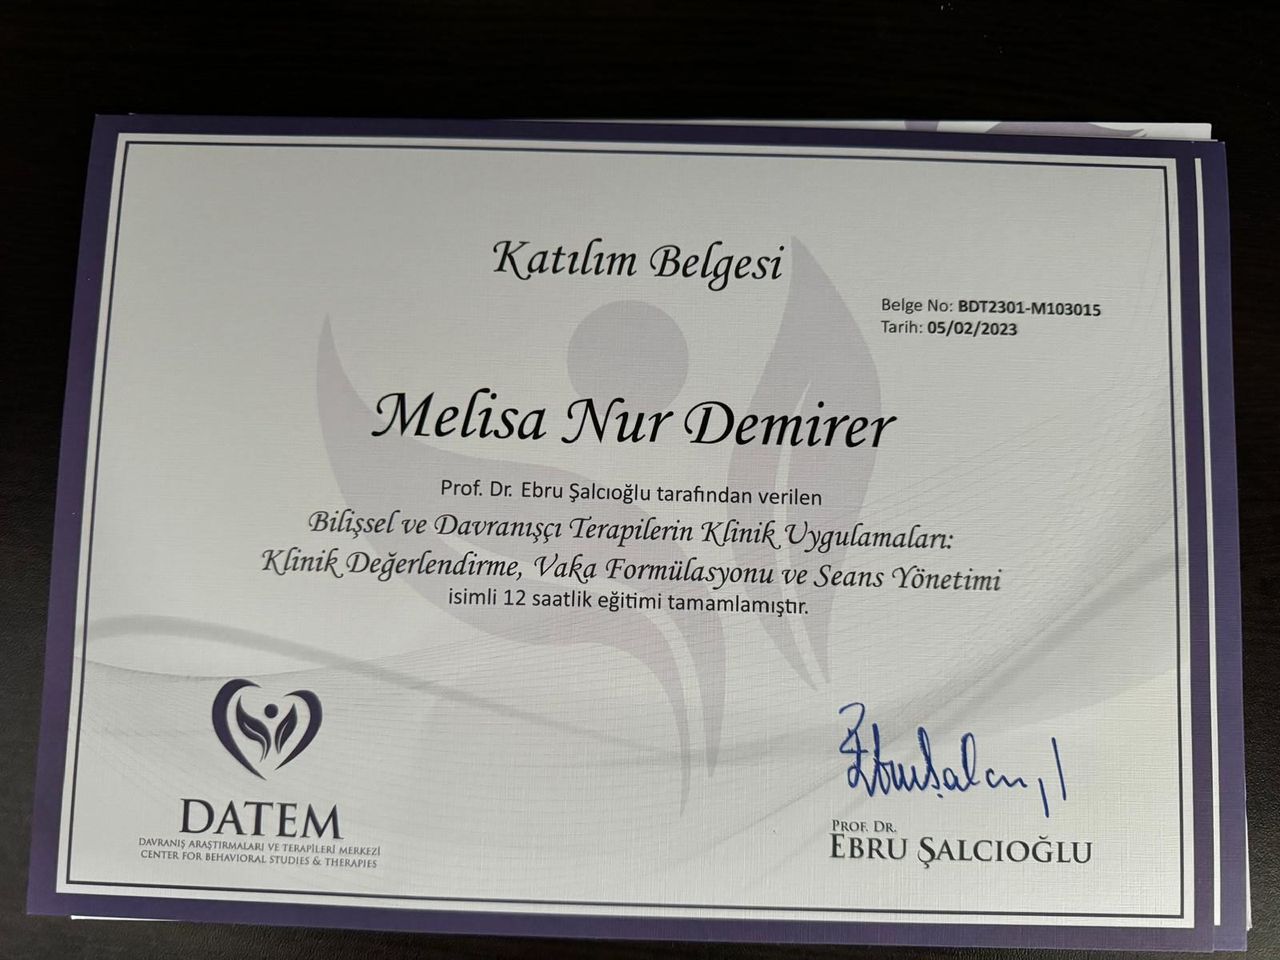 Katılım Belgesi
Belge No: BDT2301-M103015
Tarih: 05/02/2023
Melisa Nur Demirer
Prof. Dr. Ebru Şalcıoğlu tarafından verilen
Bilişsel ve Davranışçı Terapilerin Klinik Uygulamaları:
Klinik Değerlendirme, Vaka Formülasyonu ve Seans Yönetimi
isimli 12 saatlik eğitimi tamamlamıştır.
DATEM
DAVRANIŞ ARAŞTIRMALARI VE TERAPİLERİ MERKEZİ
CENTER FOR BEHAVIORAL STUDIES & THERAPIES
PROF. DR.
EBRU ŞALCIOĞLU